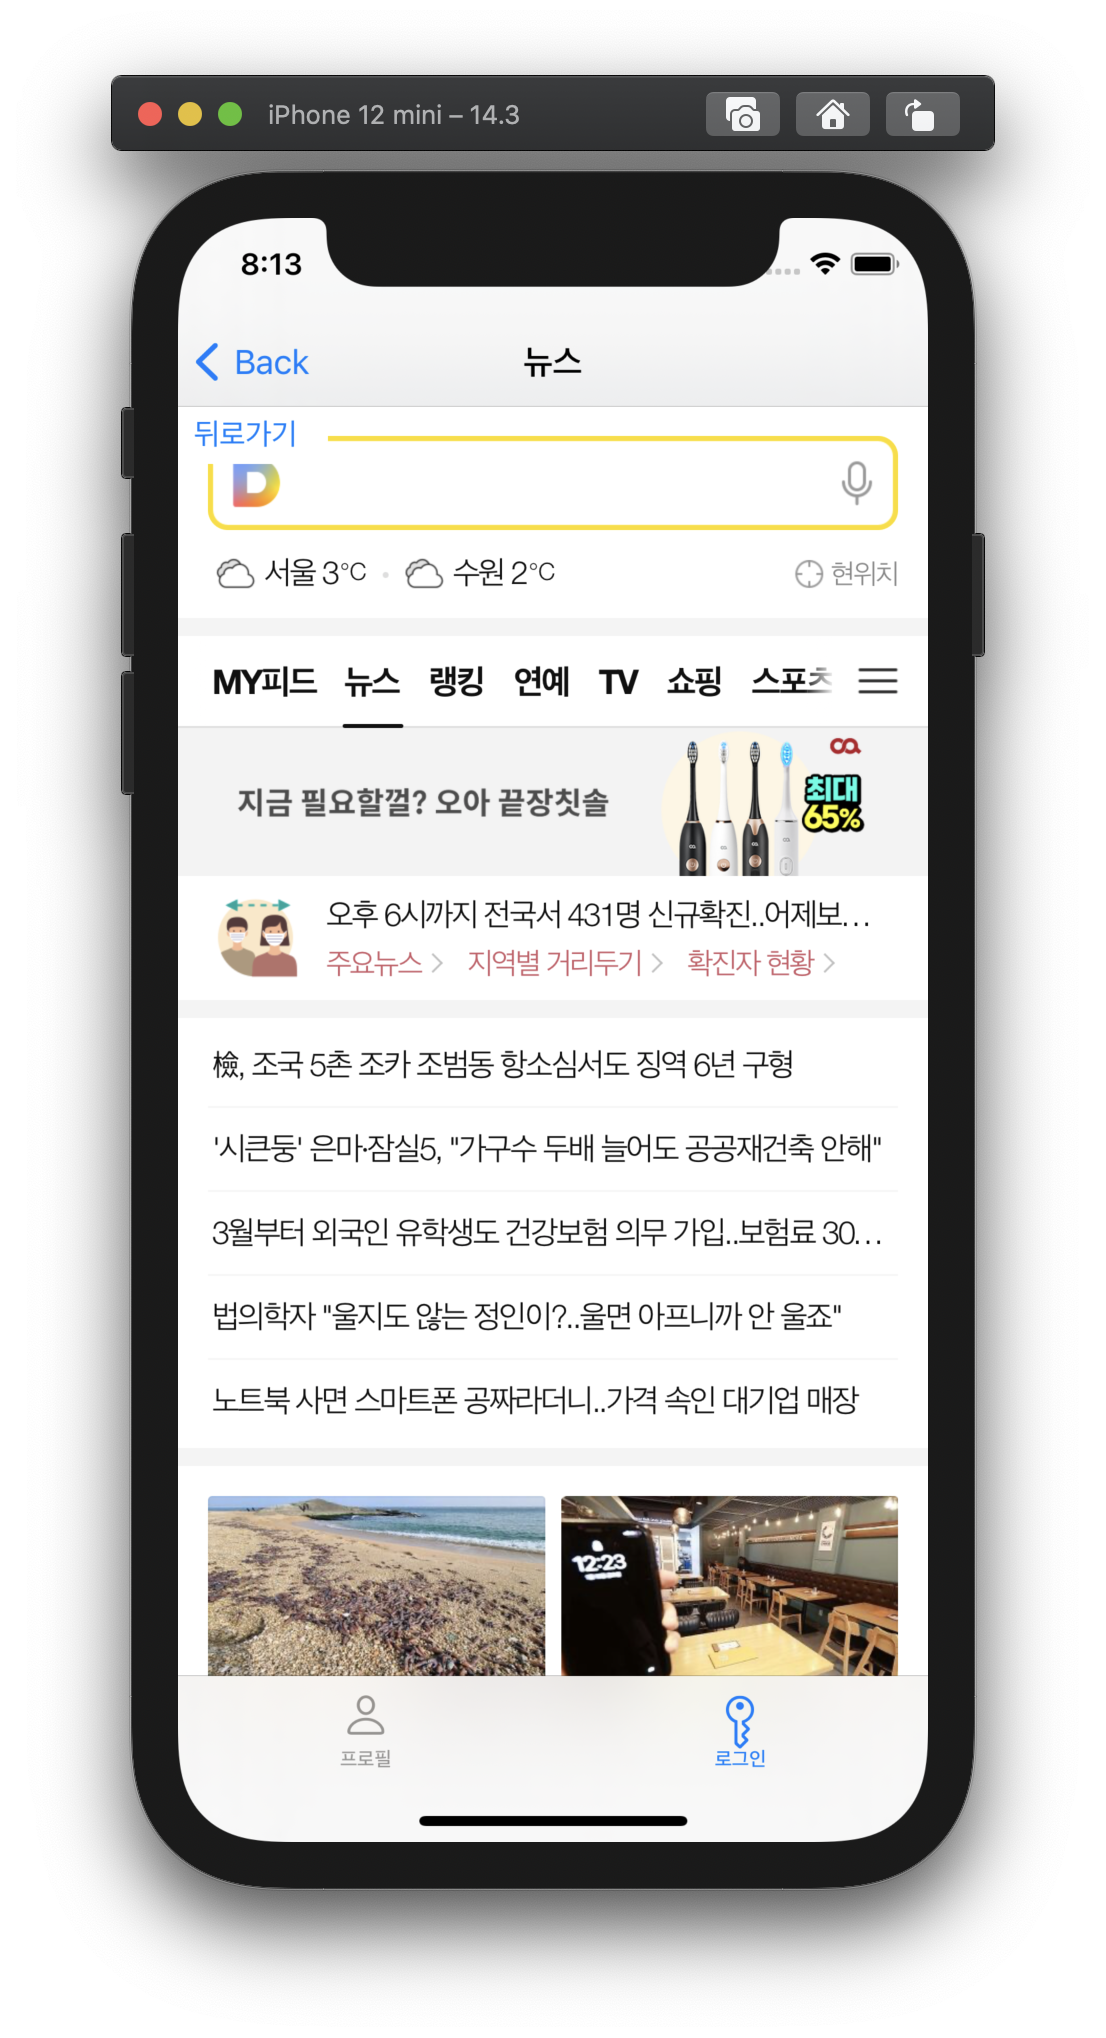 iPhone 12 mini – 14.3
8:13
Back
뉴스
뒤로가기
서울 3°C
수원 2°C
현위치
MY피드 뉴스 랭킹 연예 TV 쇼핑 스포츠
지금 필요할껄? 오아 끝장칫솔
최대
65%
오후 6시까지 전국서 431명 신규확진..어제보...
주요뉴스 > 지역별 거리두기 > 확진자 현황 >
檢, 조국 5촌 조카 조범동 항소심서도 징역 6년 구형
'시큰둥' 은마·잠실5, "가구수 두배 늘어도 공공재건축 안해"
3월부터 외국인 유학생도 건강보험 의무 가입..보험료 30...
법의학자 "울지도 않는 정인이?..울면 아프니까 안 울죠"
노트북 사면 스마트폰 공짜라더니..가격 속인 대기업 매장
12:23
프로필
로그인